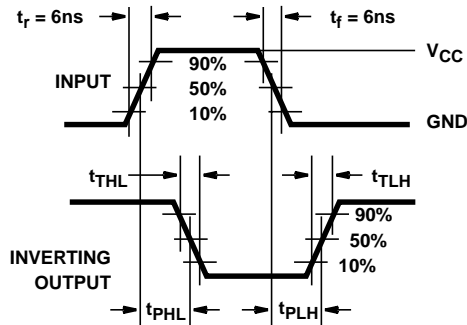 tr = 6ns
tf = 6ns
VCC
90%
INPUT
50%
10%
GND
tTHL
tTLH
90%
50%
INVERTING
10%
OUTPUT
tPHL
tPLH